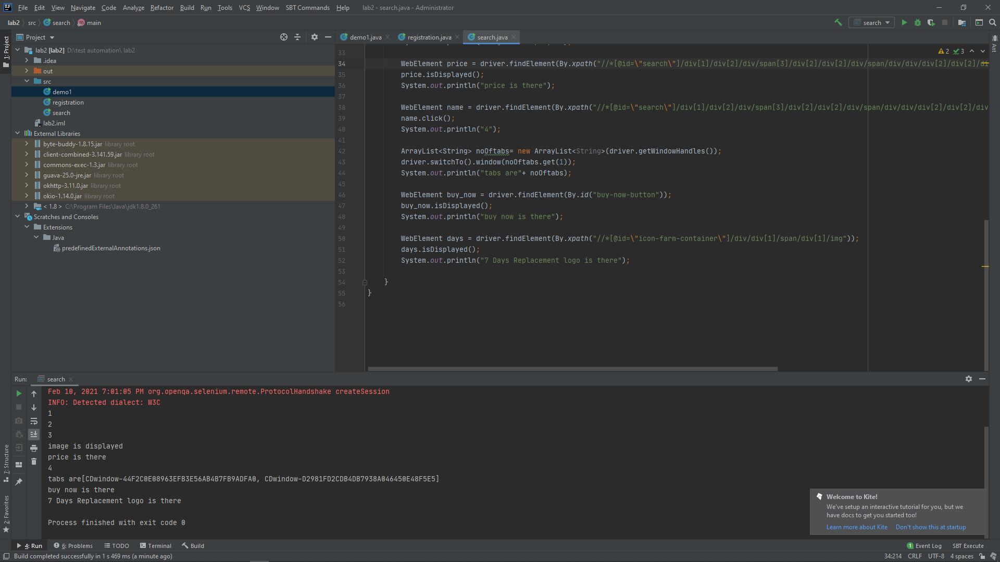 File Edit View Navigate Code Analyze Refactor Build Run Tools VCS Window SBT Commands Help lab2 - search.java - Administrator
lab2 src search main
search
Project
demo1.java registration.java search.java
1: Project
Ant
lab2 [lab2] D:\test automation\ lab2
.idea
out
src
demo1
registration
search
lab2.iml
External Libraries
byte-buddy-1.8.15.jar library root
client-combined-3.141.59.jar library root
commons-exec-1.3.jar library root
guava-25.0-jre.jar library root
okhttp-3.11.0.jar library root
okio-1.14.0.jar library root
< 1.8 > C:\Program Files\Java\jdk1.8.0_261
Scratches and Consoles
Extensions
Java
predefinedExternalAnnotations.json
2 3
33
34 WebElement price = driver.findElement(By.xpath("//*[@id=\"search\"]/div[1]/div[2]/div/span[3]/div[2]/div[2]/div/span/div/div/div[2]/div[2]/di
35 price.isDisplayed();
36 System.out.println("price is there");
37
38 WebElement name = driver.findElement(By.xpath("//*[@id=\"search\"]/div[1]/div[2]/div/span[3]/div[2]/div[2]/div/span/div/div/div[2]/div[2]/div
39 name.click();
40 System.out.println("4");
41
42 ArrayList<String> noOftabs= new ArrayList<String>(driver.getWindowHandles());
43 driver.switchTo().window(noOftabs.get(1));
44 System.out.println("tabs are"+ noOftabs);
45
46 WebElement buy_now = driver.findElement(By.id("buy-now-button"));
47 buy_now.isDisplayed();
48 System.out.println("buy now is there");
49
50 WebElement days = driver.findElement(By.xpath("//*[@id=\"icon-farm-container\"]/div/div[1]/span/div[1]/img"));
51 days.isDisplayed();
52 System.out.println("7 Days Replacement logo is there");
53
54 }
55 }
56
Run: search
Feb 10, 2021 7:01:05 PM org.openqa.selenium.remote.ProtocolHandshake createSession
INFO: Detected dialect: W3C
1
2
3
image is displayed
price is there
4
tabs are[CDwindow-44F2C0E08963EFB3E56AB4B7FB9ADFA0, CDwindow-D2981FD2CDB4DB7938A046450E48F5E5]
buy now is there
7 Days Replacement logo is there
Process finished with exit code 0
7: Structure
2: Favorites
Welcome to Kite!
We've setup an interactive tutorial for you, but we
have docs to get you started too!
Learn more about Kite Don't show this at startup
4: Run 6: Problems TODO Terminal Build
1 Event Log SBT Execute
Build completed successfully in 1 s 469 ms (a minute ago)
34:214 CRLF UTF-8 4 spaces